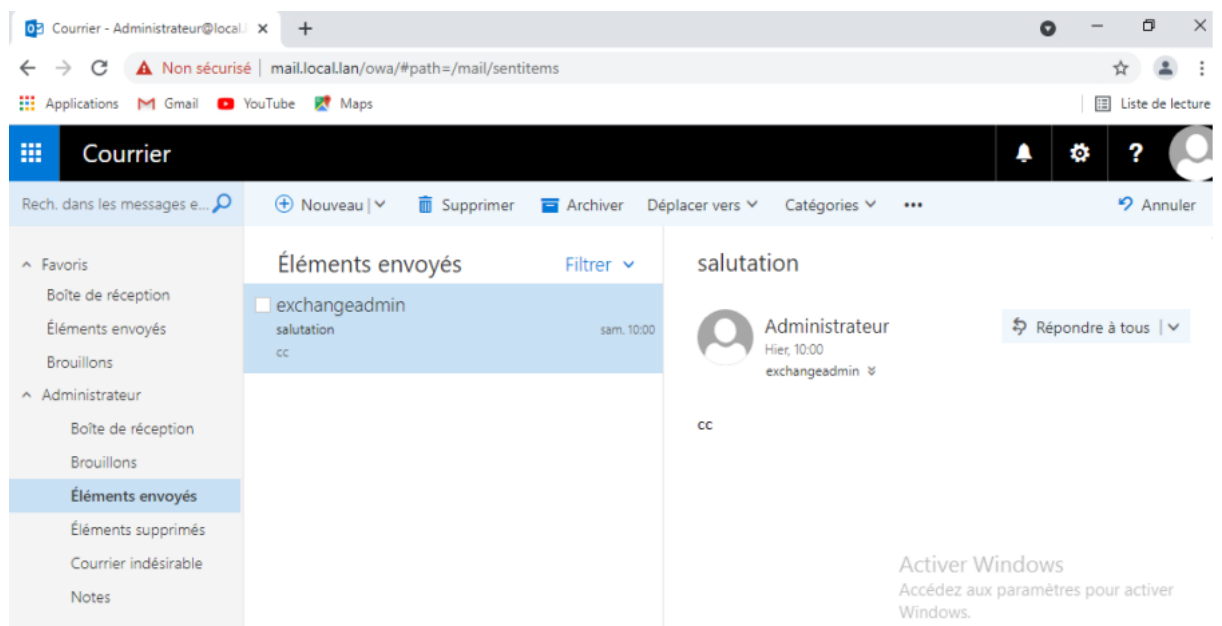 Courrier - Administrateur@local.
Non sécurisé | mail.local.lan/owa/#path=/mail/sentitems
Applications Gmail YouTube Maps Liste de lecture
Courrier
Rech. dans les messages e... Nouveau | Supprimer Archiver Déplacer vers Catégories ... Annuler
Favoris
Boîte de réception
Éléments envoyés
Brouillons
Administrateur
Boîte de réception
Brouillons
Éléments envoyés
Éléments supprimés
Courrier indésirable
Notes
Éléments envoyés Filtrer
exchangeadmin
salutation sam. 10:00
cc
salutation
Administrateur Répondre à tous |
Hier, 10:00
exchangeadmin
cc
Activer Windows
Accédez aux paramètres pour activer
Windows.